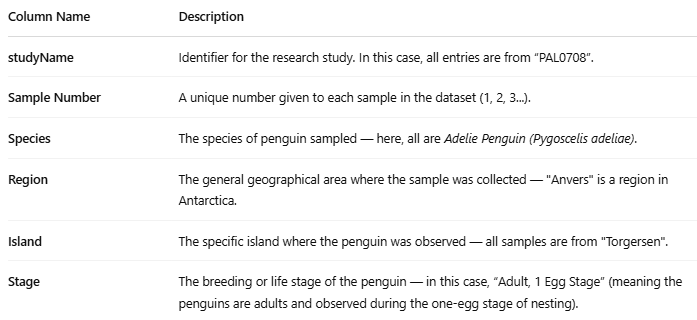 Column Name Description
studyName Identifier for the research study. In this case, all entries are from “PAL0708”.
Sample Number A unique number given to each sample in the dataset (1, 2, 3...).
Species The species of penguin sampled — here, all are Adelie Penguin (Pygoscelis adeliae).
Region The general geographical area where the sample was collected — "Anvers" is a region in
Antarctica.
Island The specific island where the penguin was observed — all samples are from "Torgersen".
Stage The breeding or life stage of the penguin — in this case, “Adult, 1 Egg Stage” (meaning the
penguins are adults and observed during the one-egg stage of nesting).